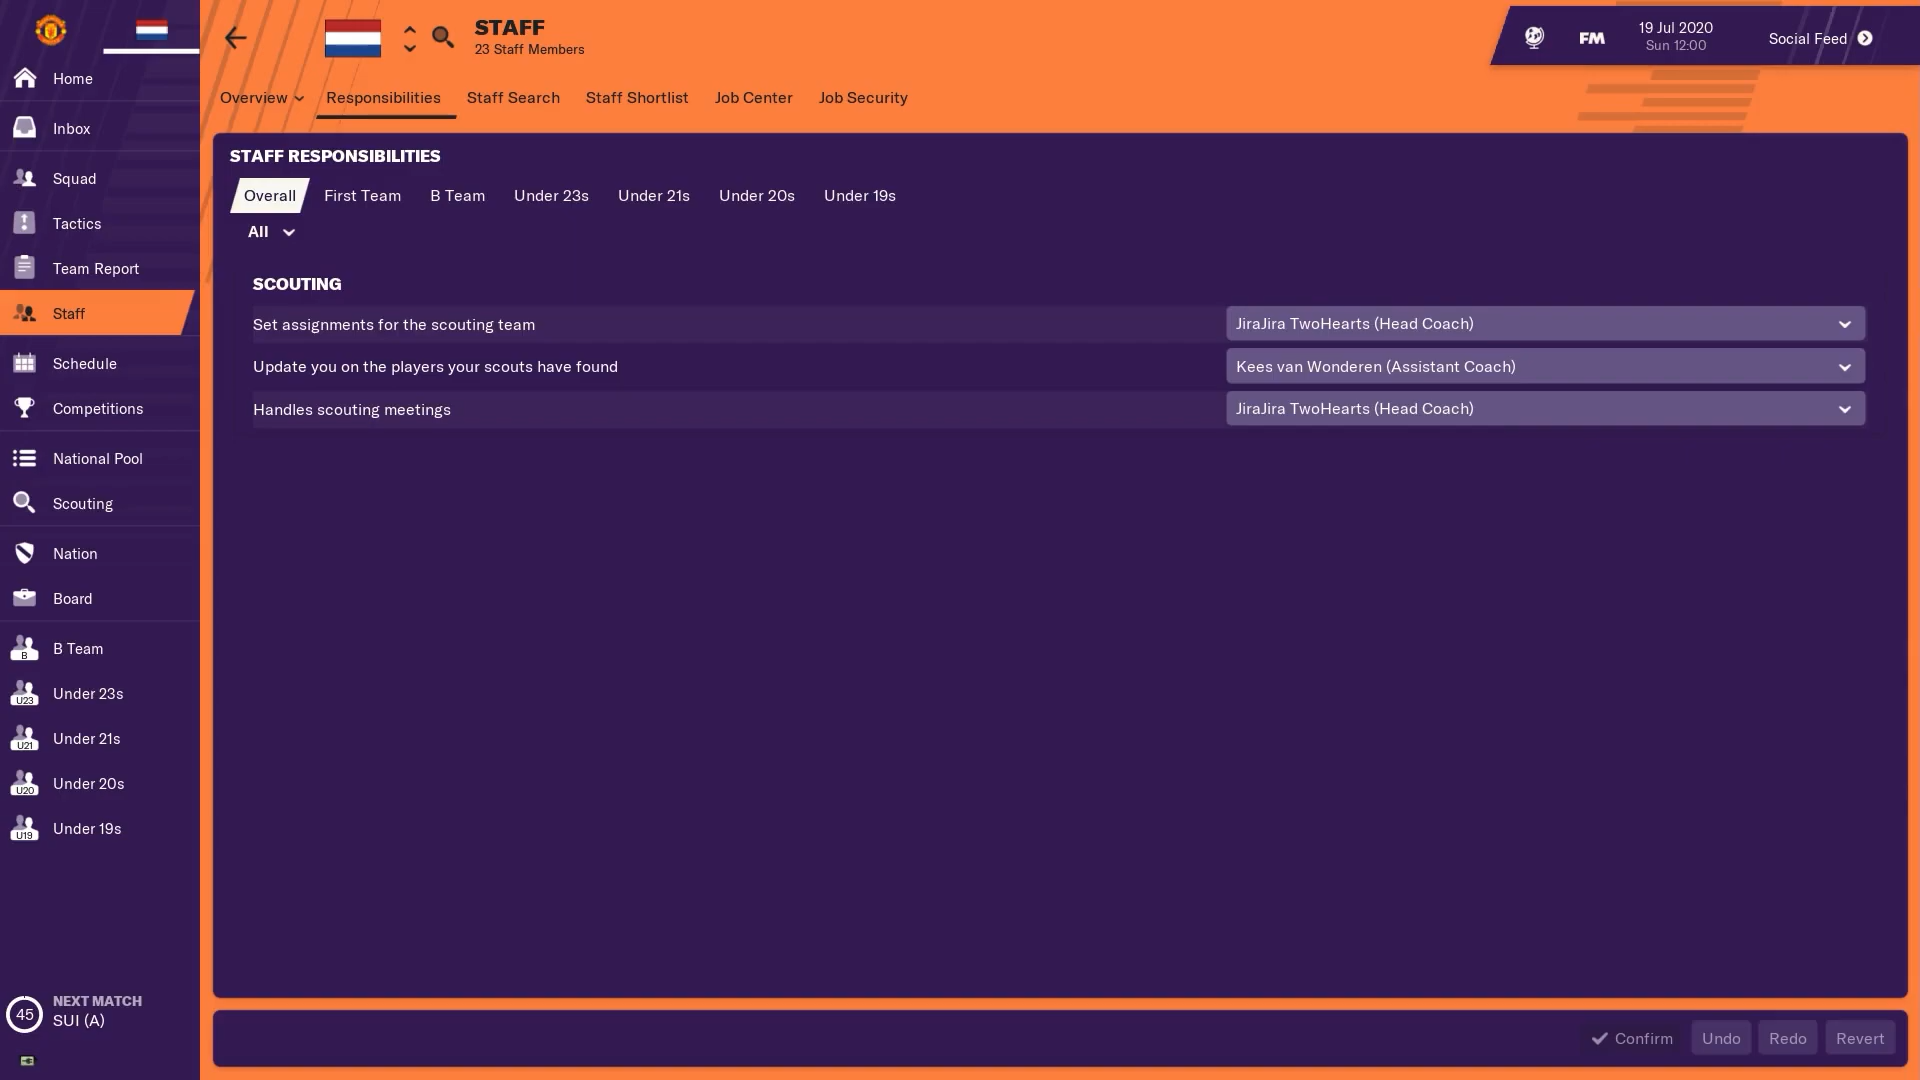 STAFF
23 Staff Members
FM
19 Jul 2020
Sun 12:00
Social Feed
Overview
Responsibilities
Staff Search
Staff Shortlist
Job Center
Job Security
Home
Inbox
Squad
Tactics
Team Report
Staff
Schedule
Competitions
National Pool
Scouting
Nation
Board
B
B Team
U23
Under 23s
U21
Under 21s
U20
Under 20s
U19
Under 19s
45
NEXT MATCH
SUI (A)
STAFF RESPONSIBILITIES
Overall
First Team
B Team
Under 23s
Under 21s
Under 20s
Under 19s
All
SCOUTING
Set assignments for the scouting team
JiraJira TwoHearts (Head Coach)
Update you on the players your scouts have found
Kees van Wonderen (Assistant Coach)
Handles scouting meetings
JiraJira TwoHearts (Head Coach)
Confirm
Undo
Redo
Revert